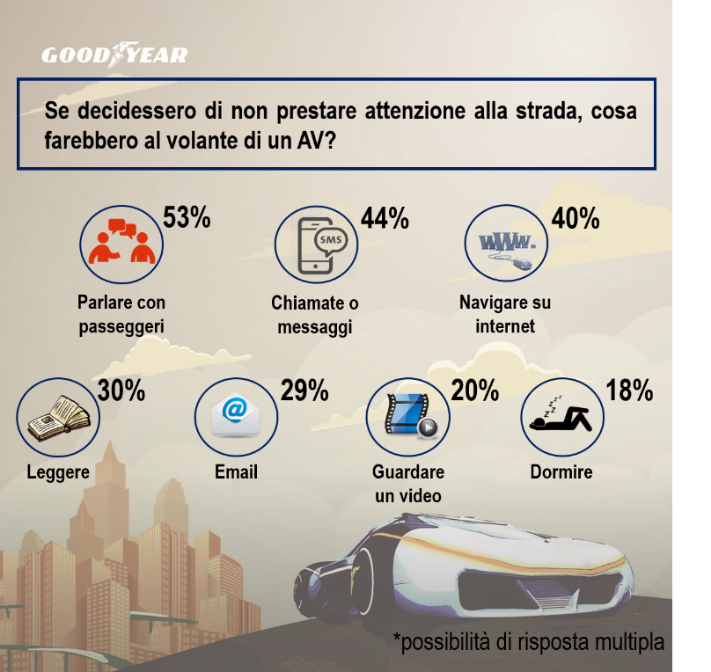 GOODYEAR
Se decidessero di non prestare attenzione alla strada, cosa
farebbero al volante di un AV?
53%
44%
40%
SMS
www.
Parlare con
passeggeri
Chiamate o
messaggi
Navigare su
internet
30%
29%
20%
18%
@
z z z z
Leggere
Email
Guardare
un video
Dormire
*possibilità di risposta multipla